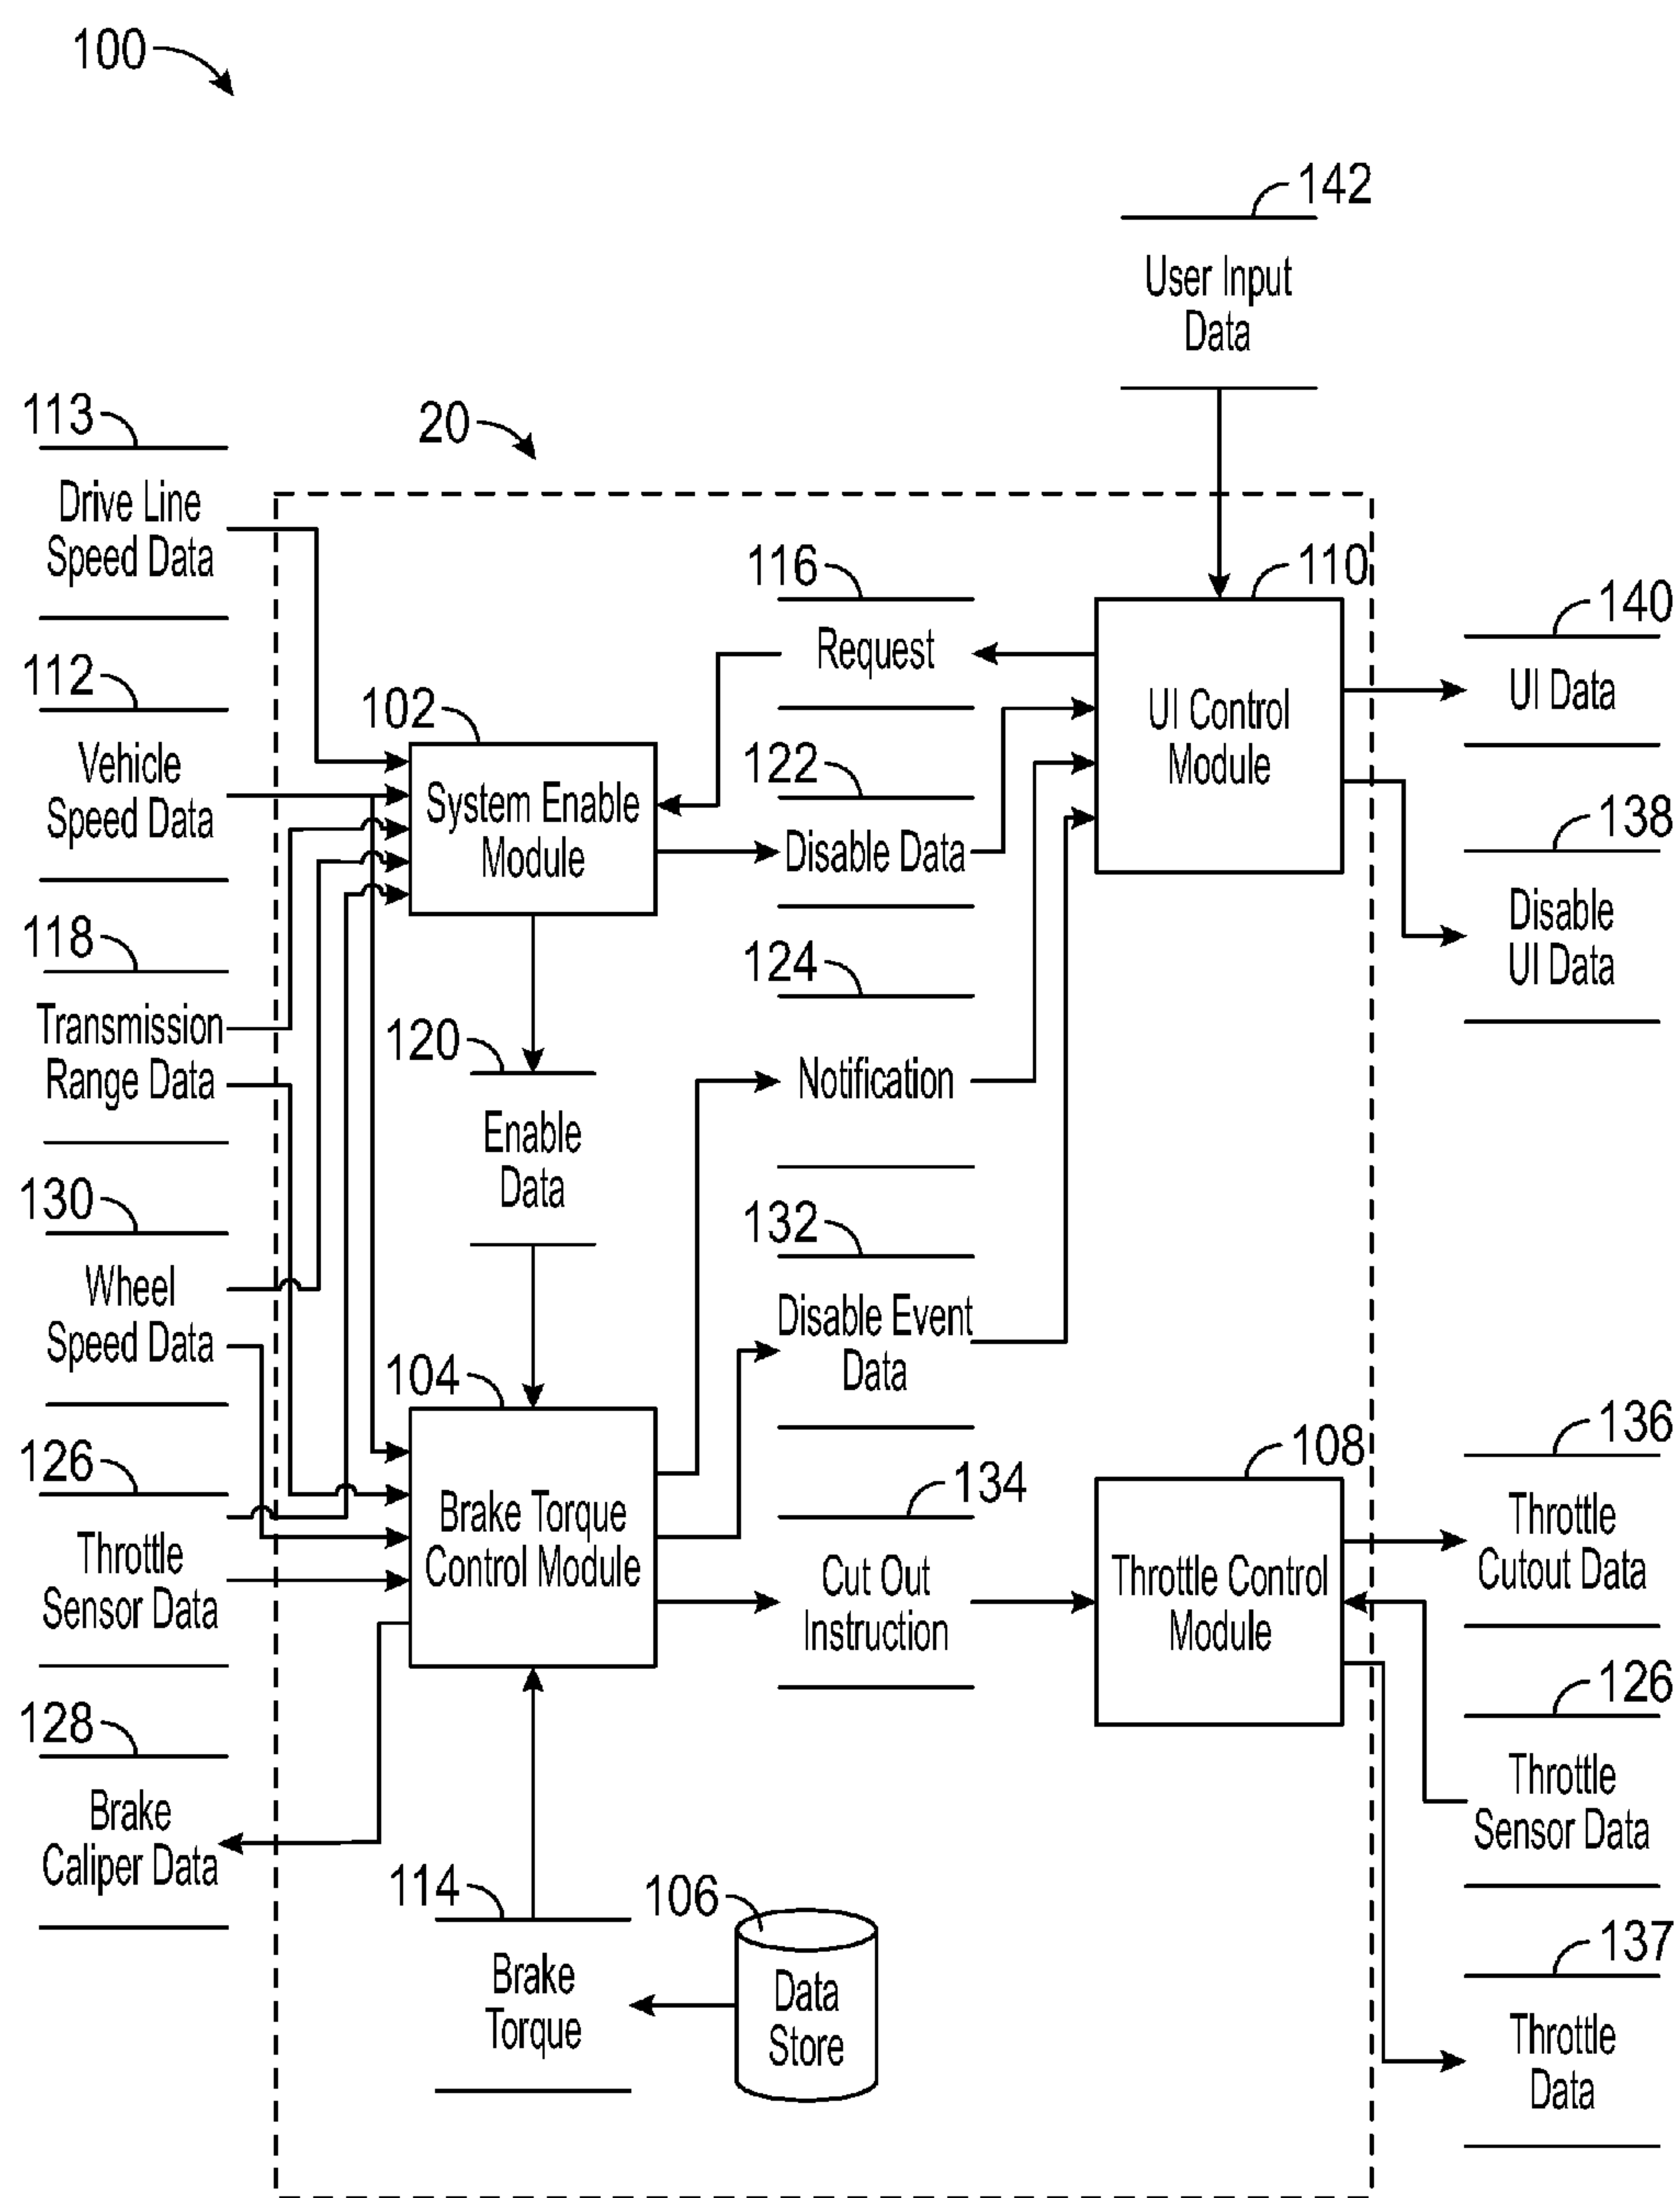 100
142
User Input
Data
113
Drive Line
Speed Data
20
116
Request
110
UI Control
Module
140
UI Data
112
Vehicle
Speed Data
102
System Enable
Module
122
Disable Data
138
Disable
UI Data
118
Transmission
Range Data
124
Notification
120
Enable
Data
130
Wheel
Speed Data
132
Disable Event
Data
104
Brake Torque
Control Module
126
Throttle
Sensor Data
134
Cut Out
Instruction
108
Throttle Control
Module
136
Throttle
Cutout Data
128
Brake
Caliper Data
126
Throttle
Sensor Data
114
Brake
Torque
106
Data
Store
137
Throttle
Data